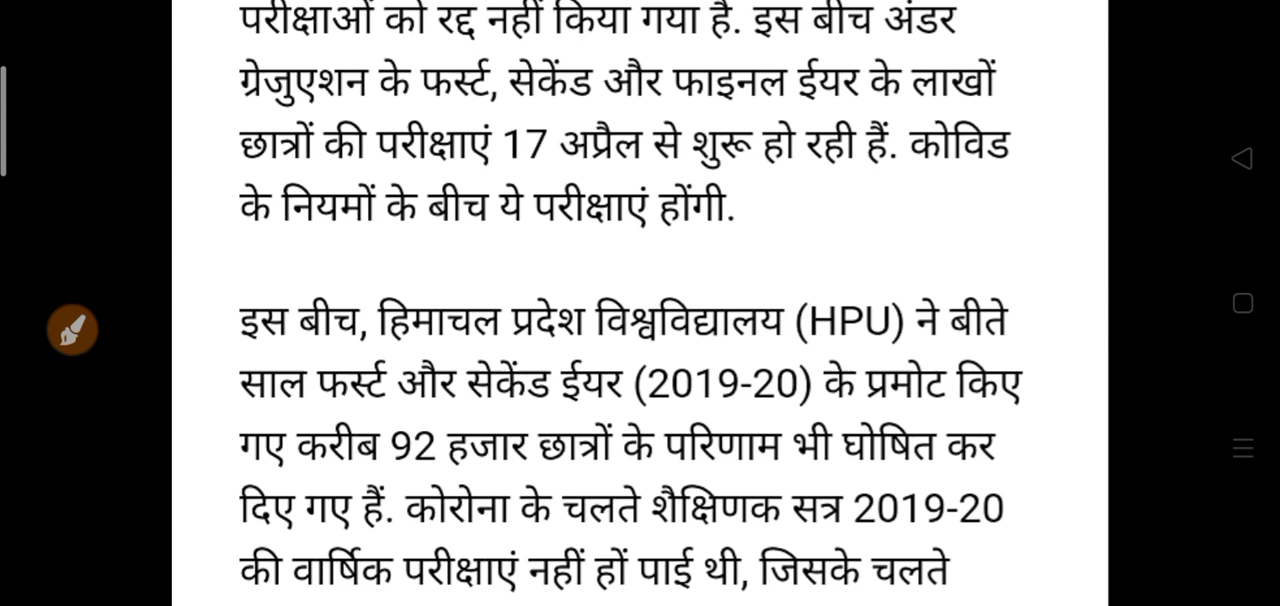 परीक्षाओं को रद्द नहीं किया गया है. इस बीच अंडर
ग्रेजुएशन के फर्स्ट, सेकेंड और फाइनल ईयर के लाखों
छात्रों की परीक्षाएं 17 अप्रैल से शुरू हो रही हैं. कोविड
के नियमों के बीच ये परीक्षाएं होंगी.
इस बीच, हिमाचल प्रदेश विश्वविद्यालय (HPU) ने बीते
साल फर्स्ट और सेकेंड ईयर (2019-20) के प्रमोट किए
गए करीब 92 हजार छात्रों के परिणाम भी घोषित कर
दिए गए हैं. कोरोना के चलते शैक्षिणक सत्र 2019-20
की वार्षिक परीक्षाएं नहीं हों पाई थी, जिसके चलते